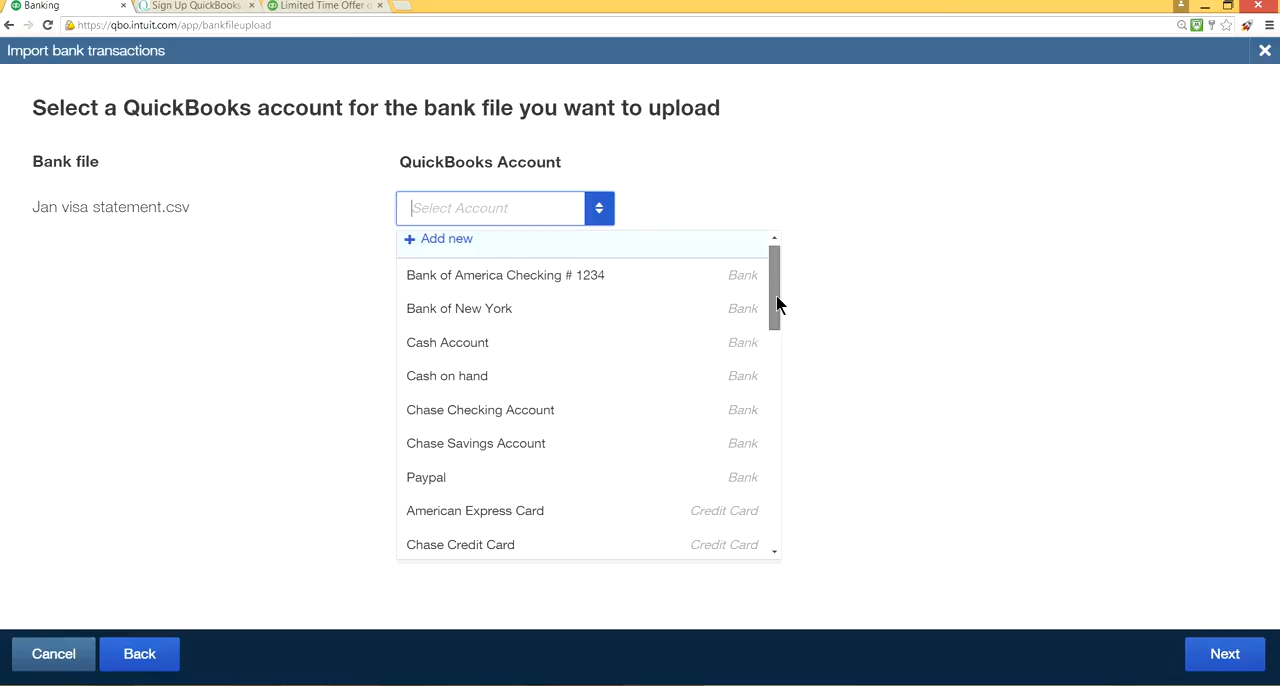 Banking × Sign Up QuickBooks × Limited Time Offer ×
https://qbo.intuit.com/app/bankfileupload
Import bank transactions ×
Select a QuickBooks account for the bank file you want to upload
Bank file QuickBooks Account
Jan visa statement.csv Select Account
+ Add new
Bank of America Checking # 1234 Bank
Bank of New York Bank
Cash Account Bank
Cash on hand Bank
Chase Checking Account Bank
Chase Savings Account Bank
Paypal Bank
American Express Card Credit Card
Chase Credit Card Credit Card
Cancel Back Next